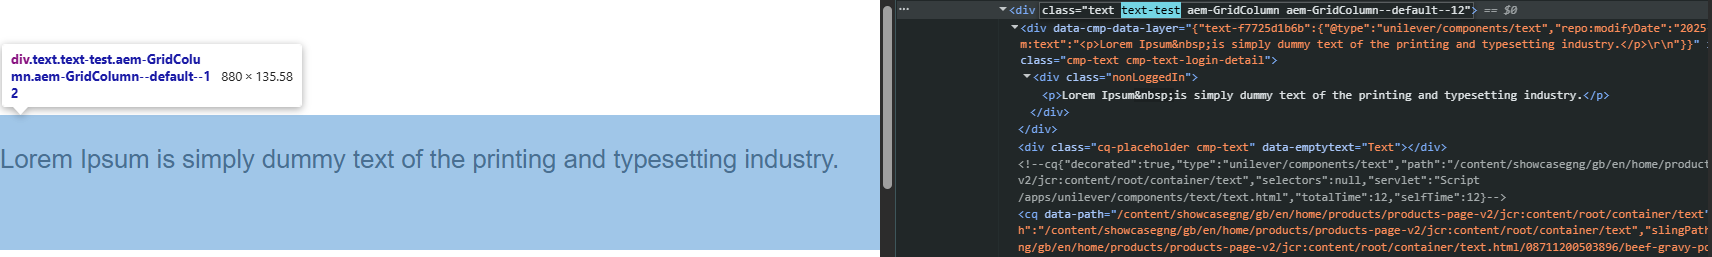 div.text.text-test.aem-GridColu
mn.aem-GridColumn--default--1
2
880 × 135.58
Lorem Ipsum is simply dummy text of the printing and typesetting industry.
<div class="text text-test aem-GridColumn aem-GridColumn--default--12"> == $0
<div data-cmp-data-layer="{"text-f7725d1b6b":{"@type":"unilever/components/text","repo:modifyDate":"2025
m:text":"<p>Lorem Ipsum&nbsp;is simply dummy text of the printing and typesetting industry.</p>\r\n"}}"
class="cmp-text cmp-text-login-detail">
<div class="nonLoggedIn">
<p>Lorem Ipsum&nbsp;is simply dummy text of the printing and typesetting industry.</p>
</div>
</div>
<div class="cq-placeholder cmp-text" data-emptytext="Text"></div>
<!--cq{"decorated":true,"type":"unilever/components/text","path":"/content/showcasegng/gb/en/home/produc
v2/jcr:content/root/container/text","selectors":null,"servlet":"Script
/apps/unilever/components/text/text.html","totalTime":12,"selfTime":12}-->
<cq data-path="/content/showcasegng/gb/en/home/products/products-page-v2/jcr:content/root/container/text"
h":"/content/showcasegng/gb/en/home/products/products-page-v2/jcr:content/root/container/text","slingPat
ng/gb/en/home/products/products-page-v2/jcr:content/root/container/text.html/08711200503896/beef-gravy-p